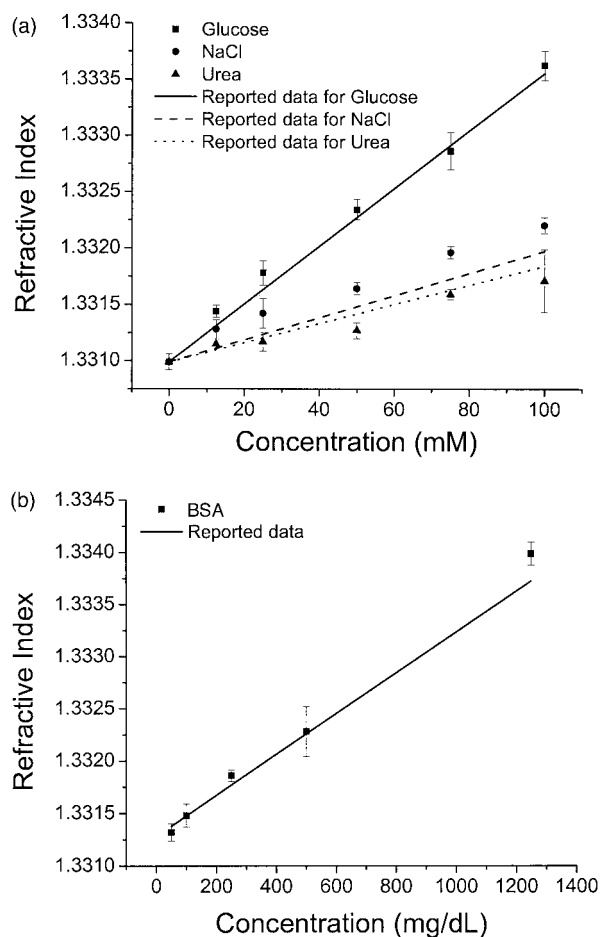 (a)
Glucose
NaCl
Urea
Reported data for Glucose
Reported data for NaCl
Reported data for Urea
1.3340
1.3335
1.3330
1.3325
1.3320
1.3315
1.3310
Refractive Index
0 20 40 60 80 100
Concentration (mM)
(b)
BSA
Reported data
1.3345
1.3340
1.3335
1.3330
1.3325
1.3320
1.3315
1.3310
Refractive Index
0 200 400 600 800 1000 1200 1400
Concentration (mg/dL)